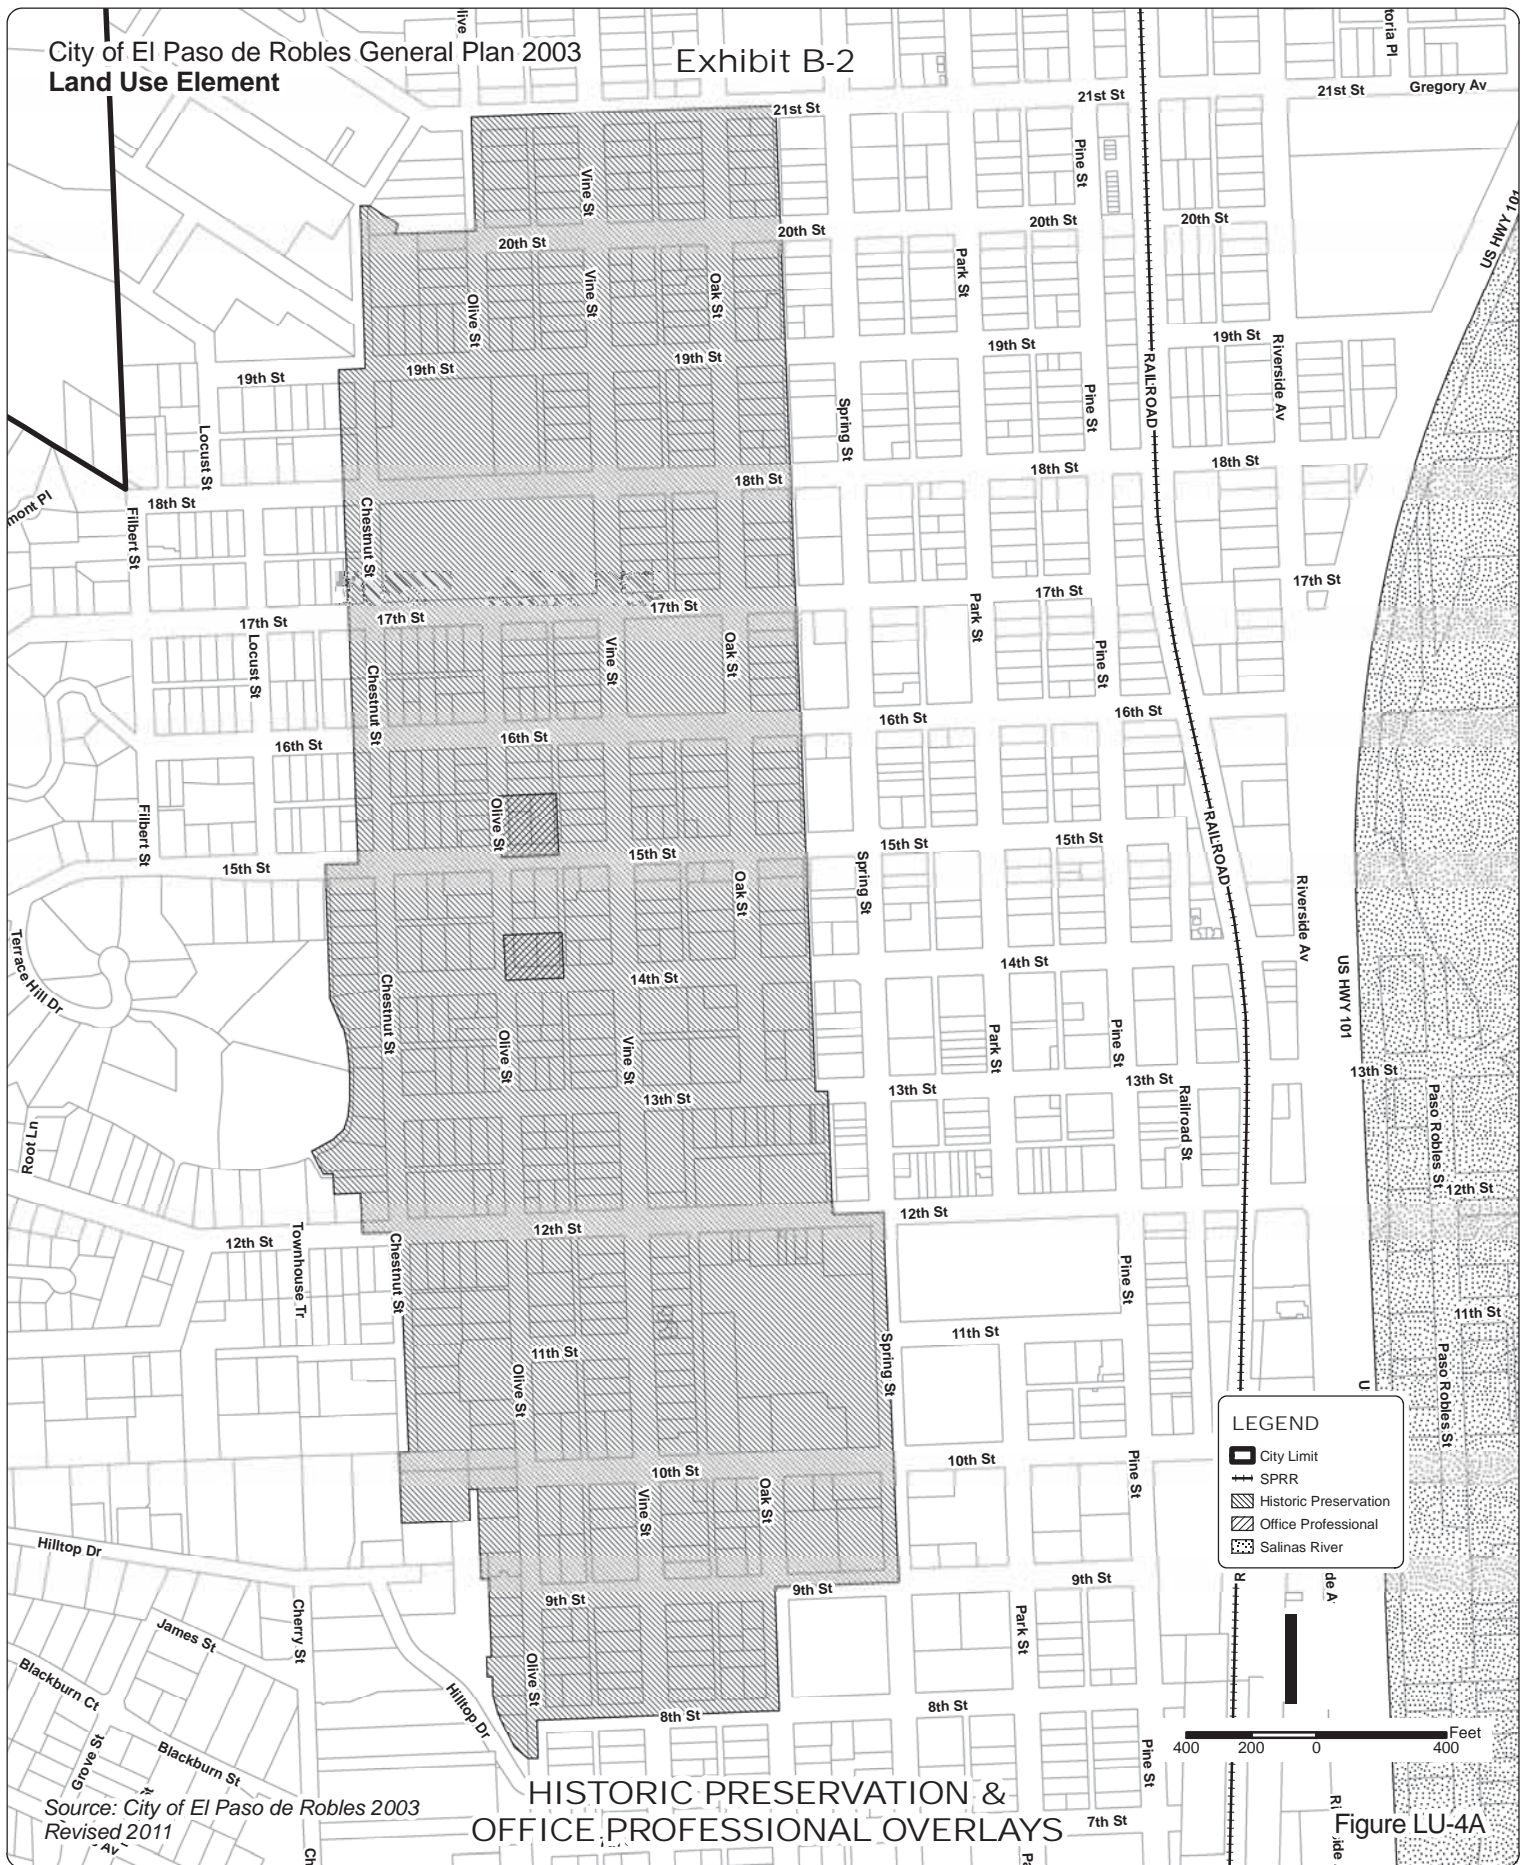 City of El Paso de Robles General Plan 2003
Land Use Element
Exhibit B-2
21st St
21st St
21st St
Gregory Av
Pine St
Vine St
20th St
20th St
20th St
20th St
US HWY 101
Park St
Vine St
Oak St
Olive St
19th St
19th St
19th St
19th St
19th St
RAILROAD
Riverside Av
Pine St
Spring St
Locust St
18th St
18th St
18th St
18th St
mont Pl
Filbert St
Chestnut St
17th St
17th St
17th St
17th St
17th St
Park St
Locust St
Vine St
Oak St
Pine St
Chestnut St
16th St
16th St
16th St
16th St
Filbert St
Olive St
RAILROAD
15th St
15th St
15th St
15th St
Spring St
Oak St
Riverside Av
Terrace Hill Dr
14th St
14th St
US HWY 101
Chestnut St
Olive St
Vine St
Park St
Pine St
13th St
13th St
13th St
13th St
Railroad St
Paso Robles St
Root Ln
12th St
12th St
12th St
12th St
Townhouse Tr
Chestnut St
Pine St
11th St
11th St
11th St
Spring St
Olive St
Paso Robles St
LEGEND
City Limit
SPRR
Historic Preservation
Office Professional
Salinas River
10th St
10th St
Pine St
Vine St
Oak St
Hilltop Dr
9th St
9th St
9th St
Cherry St
Park St
James St
Blackburn Ct
Olive St
Hilltop Dr
8th St
8th St
Feet
400 200 0 400
Grove St
Blackburn St
Pine St
HISTORIC PRESERVATION &
OFFICE PROFESSIONAL OVERLAYS
7th St
Source: City of El Paso de Robles 2003
Revised 2011
Figure LU-4A